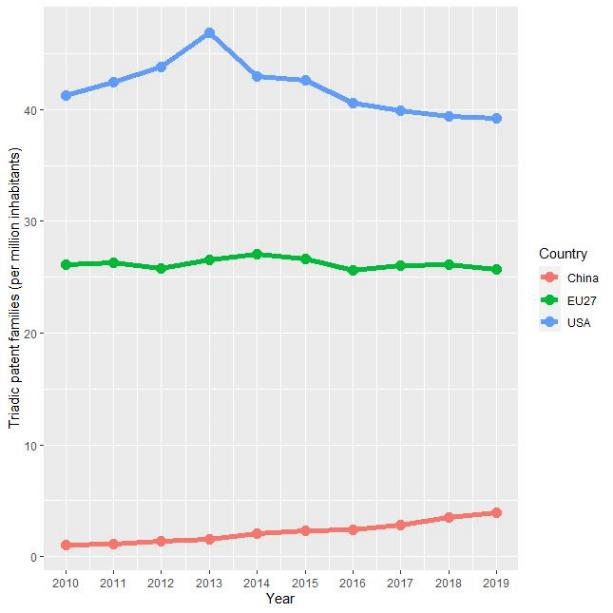 Triadic patent families (per million inhabitants)
40
30
20
10
0
2010 2011 2012 2013 2014 2015 2016 2017 2018 2019
Year
Country
China
EU27
USA